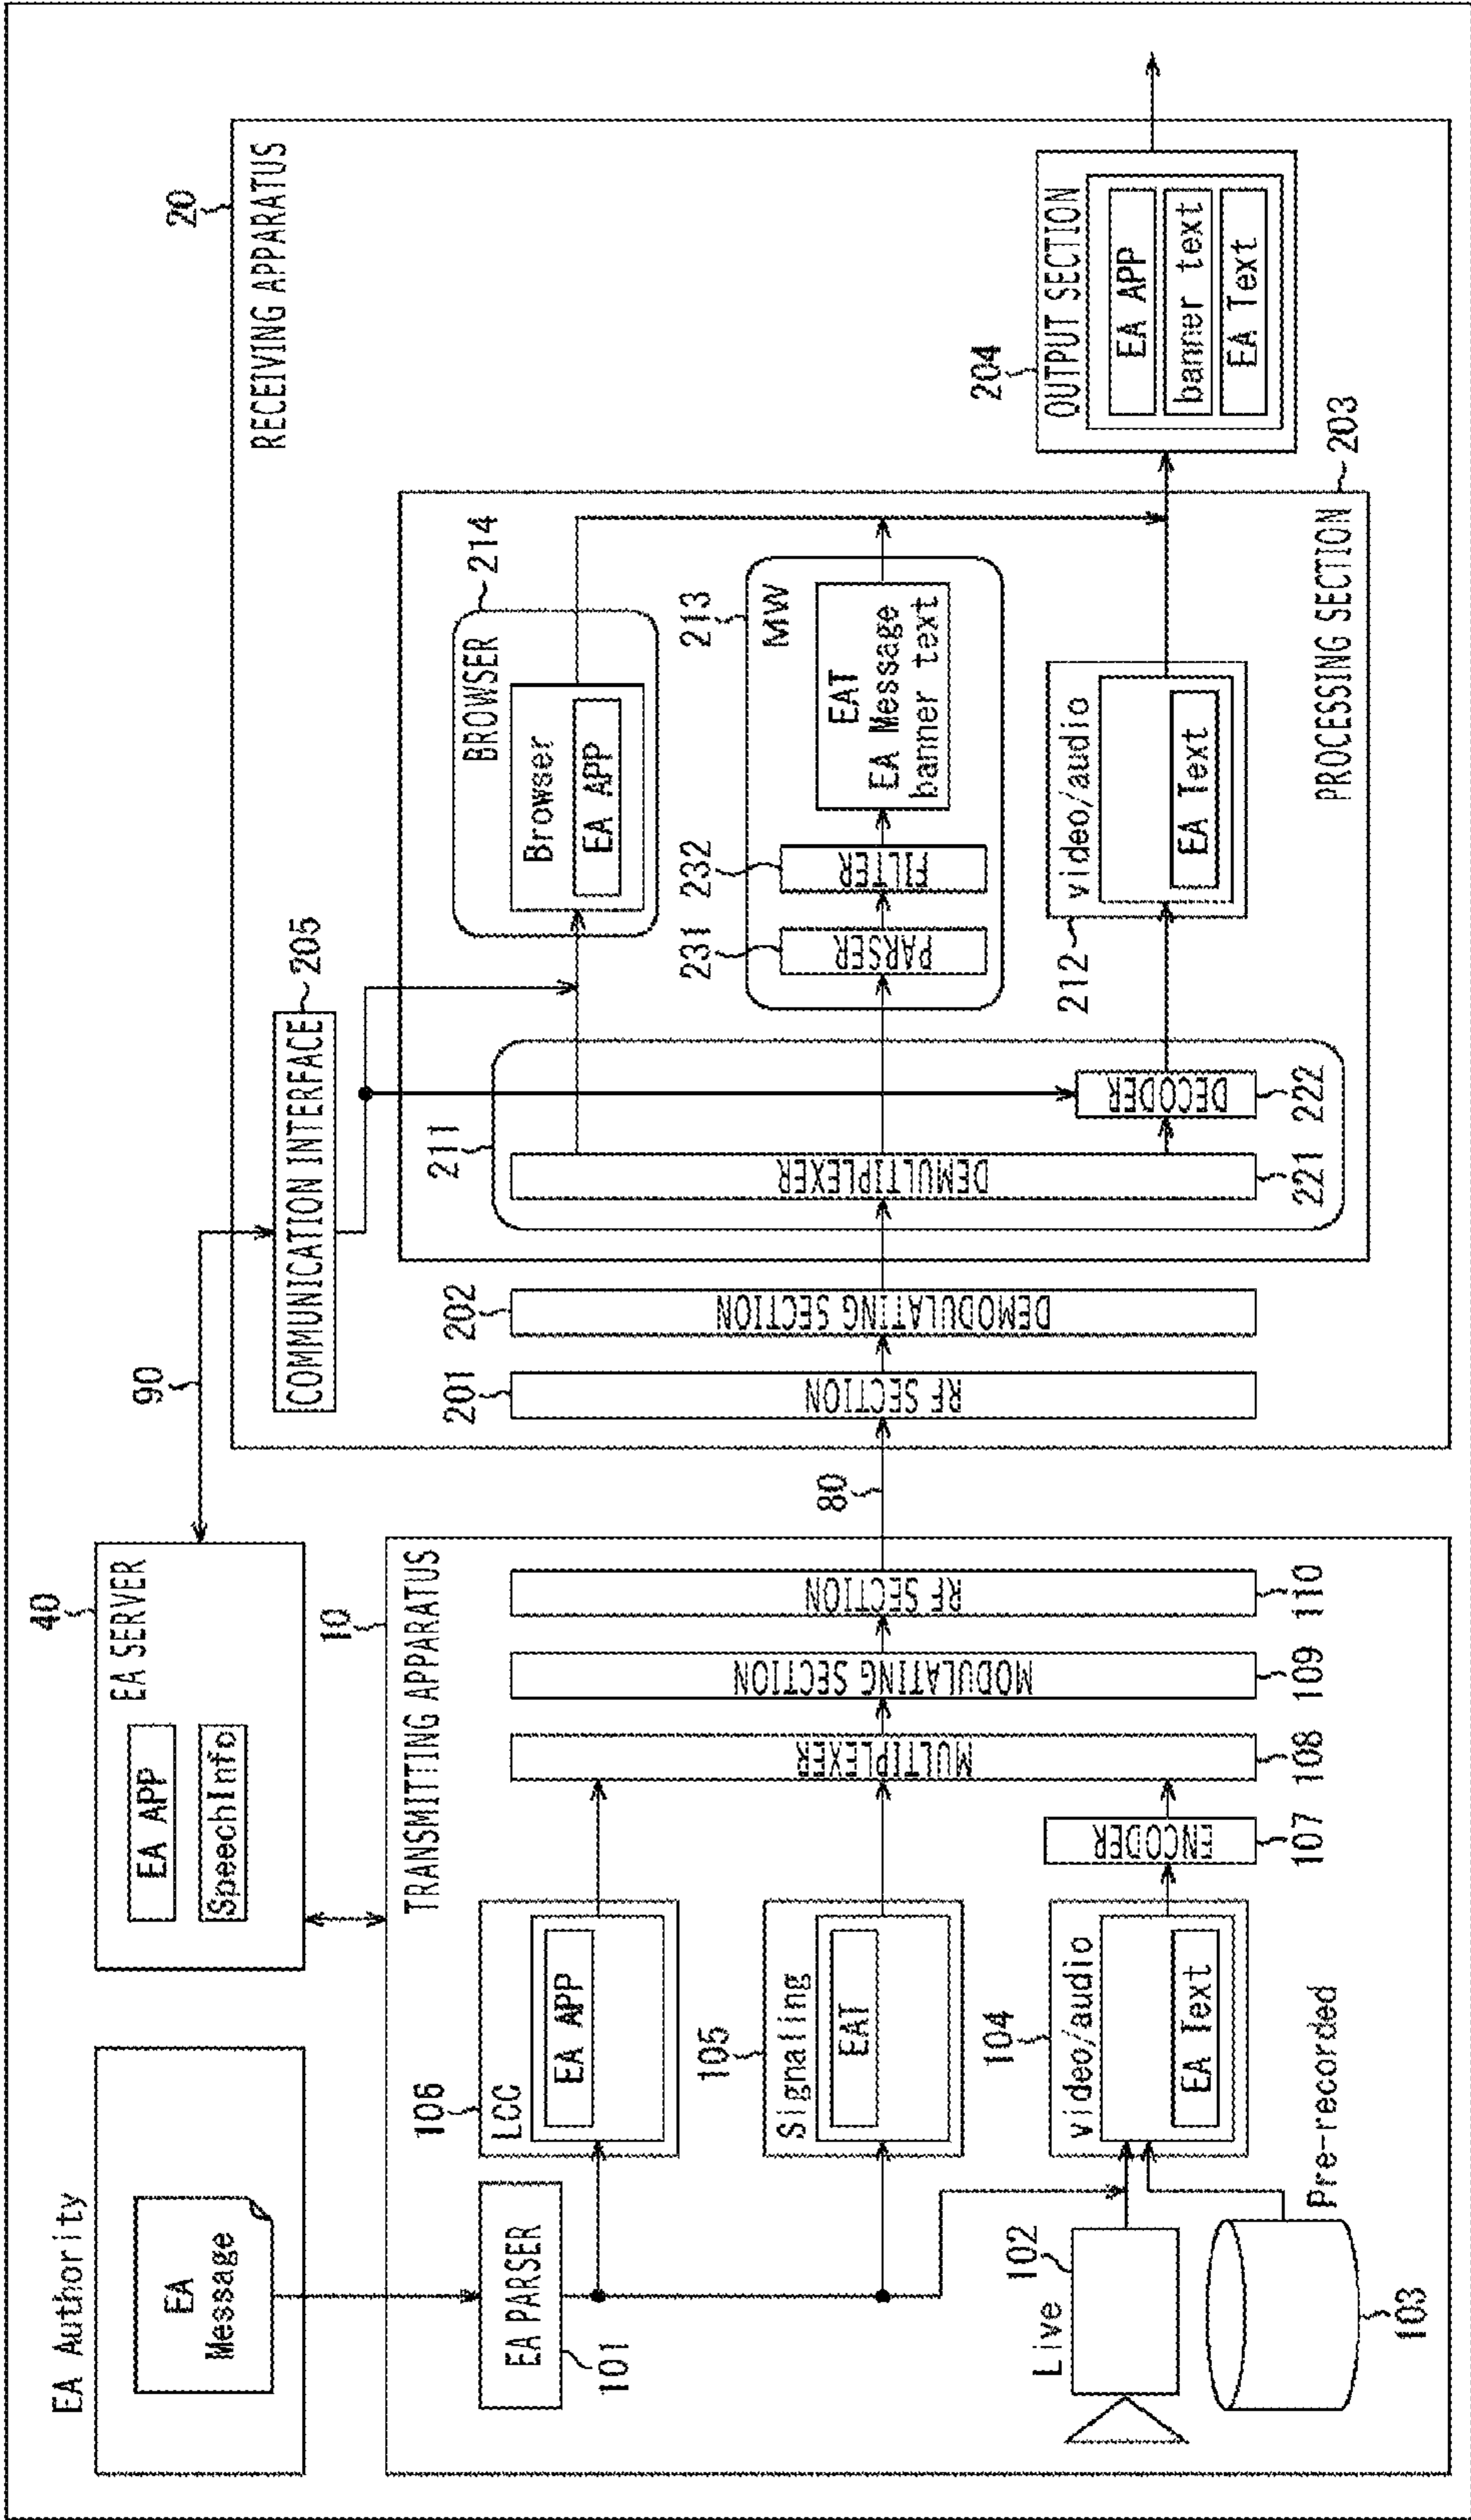 EA Authority
EA
Message
40
EA SERVER
EA APP
SpeechInfo
90
10
TRANSMITTING APPARATUS
EA PARSER
101
106
LCC
EA APP
105
Signaling
EAT
104
video/audio
EA Text
Live
102
Pre-recorded
103
ENCODER
107
MULTIPLEXER
108
MODULATING SECTION
109
RF SECTION
110
80
20
RECEIVING APPARATUS
COMMUNICATION INTERFACE
205
201
RF SECTION
202
DEMODULATING SECTION
211
DEMULTIPLEXER
221
DECODER
222
BROWSER
214
Browser
EA APP
213
MW
231
PARSER
232
FILTER
EAT
EA Message
banner text
212
video/audio
EA Text
PROCESSING SECTION
203
204
OUTPUT SECTION
EA APP
banner text
EA Text